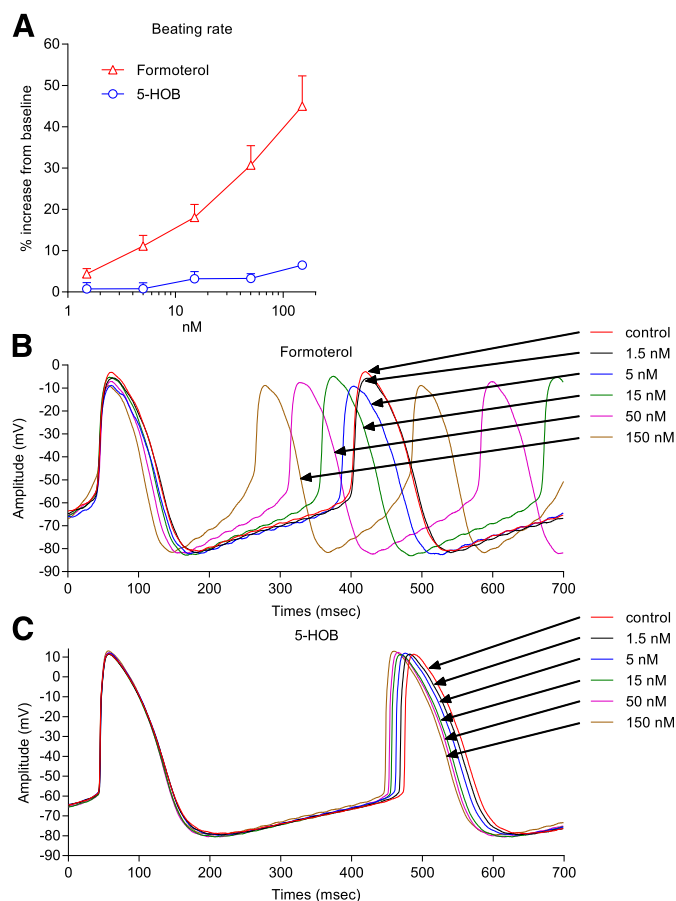 A
Beating rate
60
50
40
30
20
10
0
% increase from baseline
Formoterol
5-HOB
1 10 100
nM
B
Formoterol
0
-10
-20
-30
-40
-50
-60
-70
-80
-90
Amplitude (mV)
0 100 200 300 400 500 600 700
Times (msec)
control
1.5 nM
5 nM
15 nM
50 nM
150 nM
C
5-HOB
10
0
-10
-20
-30
-40
-50
-60
-70
-80
-90
Amplitude (mV)
0 100 200 300 400 500 600 700
Times (msec)
control
1.5 nM
5 nM
15 nM
50 nM
150 nM